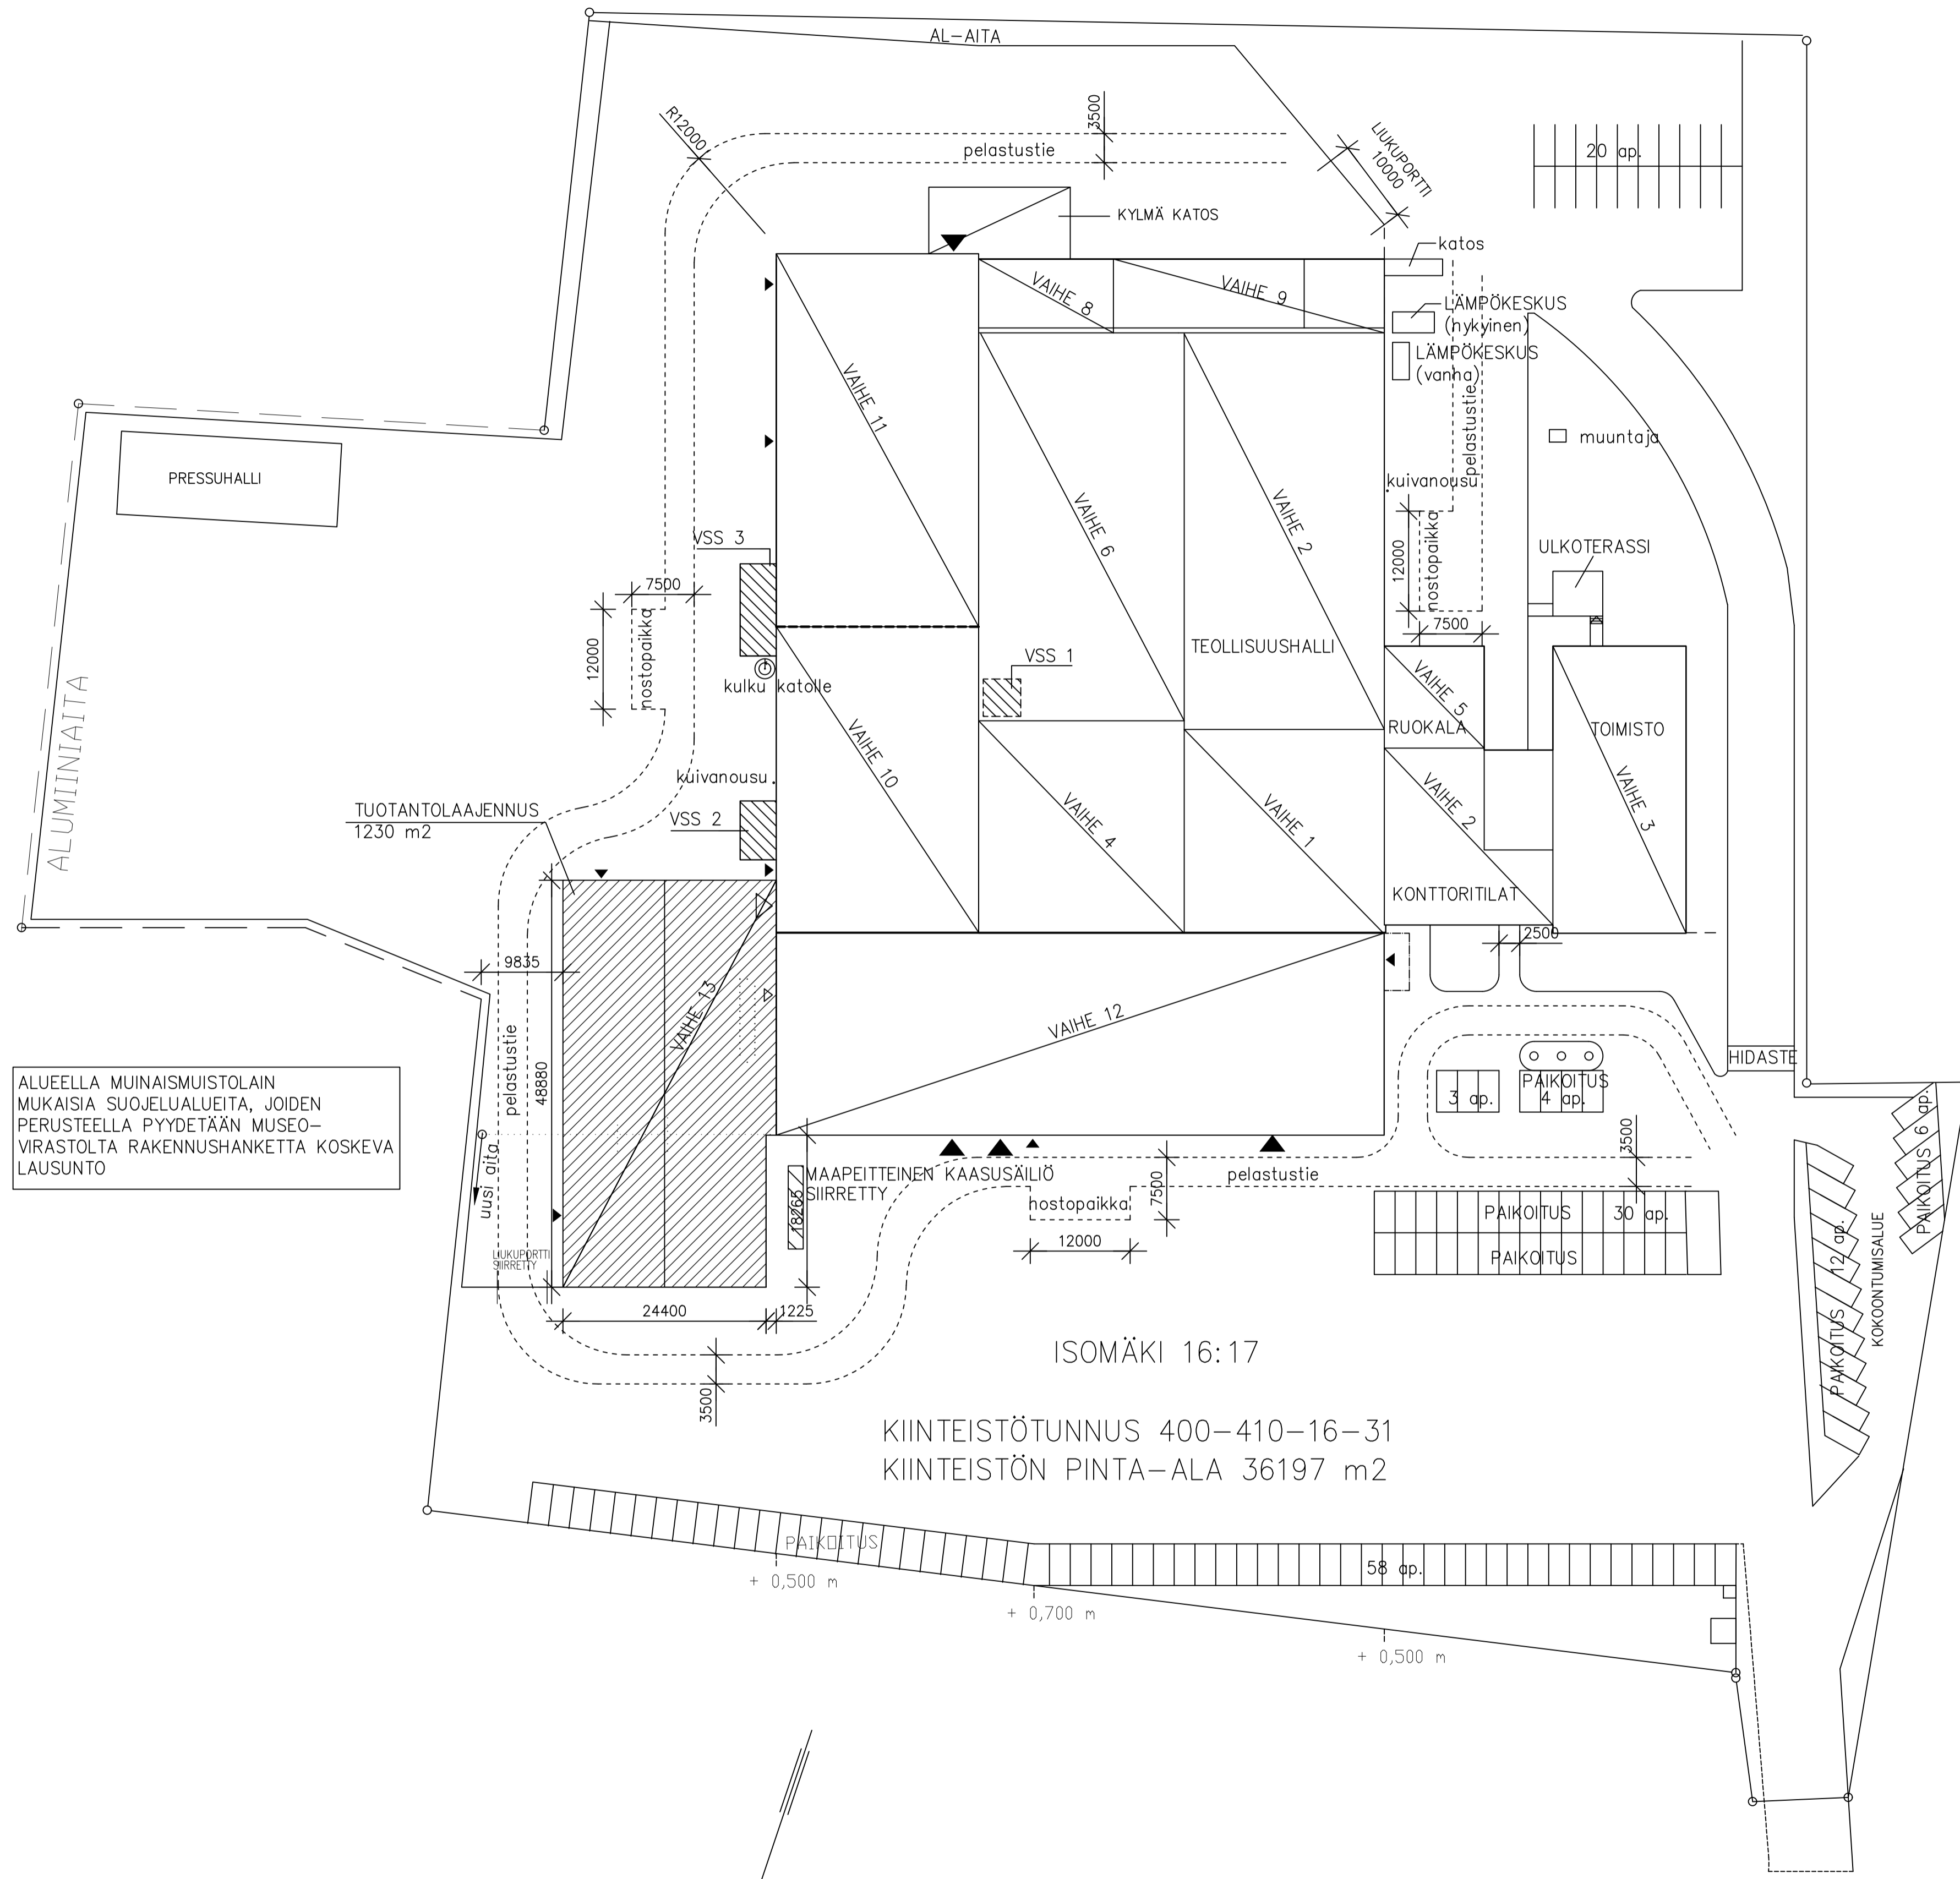 AL-AITA
R12000
3500
pelastustie
LIUKUPORTTI
10000
20 ap.
KYLMÄ KATOS
katos
VAIHE 8
VAIHE 9
LÄMPÖKESKUS
(nykyinen)
LÄMPÖKESKUS
(vanha)
pelastustie
VAIHE 11
muuntaja
PRESSUHALLI
kuivanousu
VAIHE 6
VAIHE 2
VSS 3
12000
nostopaikka
ULKOTERASSI
7500
7500
12000
nostopaikka
TEOLLISUUSHALLI
VSS 1
kulku katolle
VAIHE 5
RUOKALA
TOIMISTO
ALUMIINIAITA
VAIHE 10
kuivanousu
VAIHE 2
VAIHE 3
TUOTANTOLAAJENNUS
1230 m2
VSS 2
VAIHE 4
VAIHE 1
KONTTORITILAT
2500
9835
VAIHE 13
VAIHE 12
pelastustie
48880
HIDASTE
ALUEELLA MUINAISMUISTOLAIN
MUKAISIA SUOJELUALUEITA, JOIDEN
PERUSTEELLA PYYDETÄÄN MUSEO-
VIRASTOLTA RAKENNUSHANKETTA KOSKEVA
LAUSUNTO
PAIKOITUS
3 ap.
4 ap.
PAIKOITUS 6 ap.
uusi aita
3500
MAAPEITTEINEN KAASUSÄILIÖ
SIIRRETTY
18265
pelastustie
7500
nostopaikka
12000
PAIKOITUS 30 ap.
PAIKOITUS
PAIKOITUS 12 ap.
KOKOONTUMISALUE
LIUKUPORTTI
SIIRRETTY
24400
1225
3500
ISOMÄKI 16:17
KIINTEISTÖTUNNUS 400-410-16-31
KIINTEISTÖN PINTA-ALA 36197 m2
PAIKOITUS
58 ap.
+ 0,500 m
+ 0,700 m
+ 0,500 m